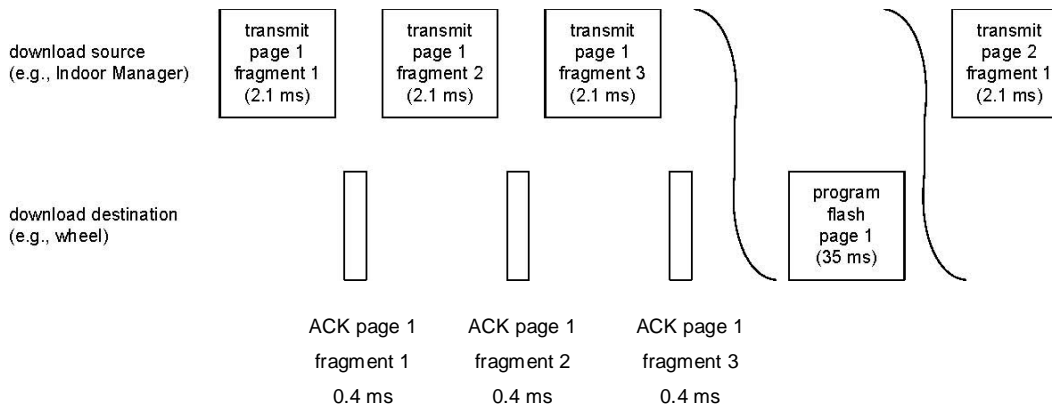 download source
(e.g., Indoor Manager)
transmit
page 1
fragment 1
(2.1 ms)
transmit
page 1
fragment 2
(2.1 ms)
transmit
page 1
fragment 3
(2.1 ms)
transmit
page 2
fragment 1
(2.1 ms)
download destination
(e.g., wheel)
program
flash
page 1
(35 ms)
ACK page 1
fragment 1
0.4 ms
ACK page 1
fragment 2
0.4 ms
ACK page 1
fragment 3
0.4 ms